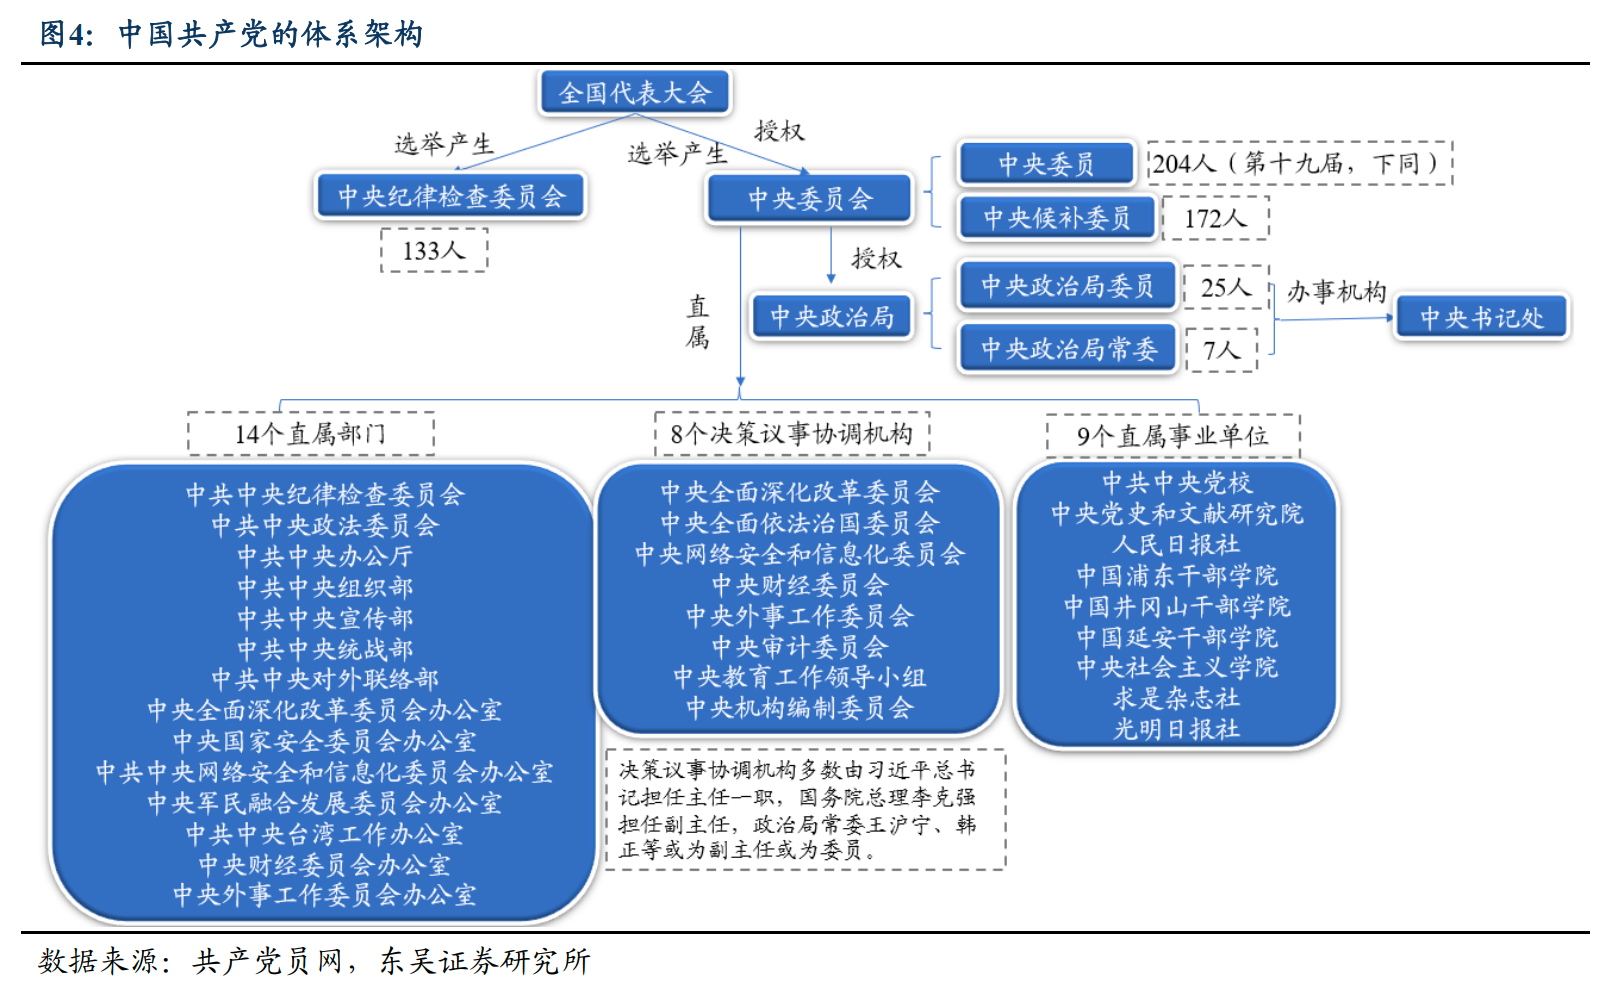 图4：中国共产党的体系架构
全国代表大会
选举产生
选举产生
授权
中央纪律检查委员会
133人
中央委员会
中央委员
204人（第十九届，下同）
中央候补委员
172人
授权
直属
中央政治局
中央政治局委员
25人
中央政治局常委
7人
办事机构
中央书记处
14个直属部门
中共中央纪律检查委员会
中共中央政法委员会
中共中央办公厅
中共中央组织部
中共中央宣传部
中共中央统战部
中共中央对外联络部
中央全面深化改革委员会办公室
中央国家安全委员会办公室
中共中央网络安全和信息化委员会办公室
中央军民融合发展委员会办公室
中共中央台湾工作办公室
中央财经委员会办公室
中央外事工作委员会办公室
8个决策议事协调机构
中央全面深化改革委员会
中央全面依法治国委员会
中央网络安全和信息化委员会
中央财经委员会
中央外事工作委员会
中央审计委员会
中央教育工作领导小组
中央机构编制委员会
决策议事协调机构多数由习近平总书
记担任主任一职，国务院总理李克强
担任副主任，政治局常委王沪宁、韩
正等或为副主任或为委员。
9个直属事业单位
中共中央党校
中央党史和文献研究院
人民日报社
中国浦东干部学院
中国井冈山干部学院
中国延安干部学院
中央社会主义学院
求是杂志社
光明日报社
数据来源：共产党员网，东吴证券研究所